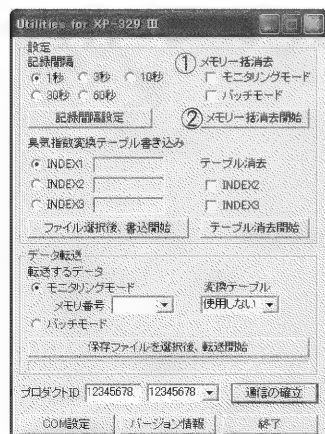 Utilities for XP-329 Ⅲ
設定
記録間隔
1秒 3秒 10秒
30秒 60秒
記録間隔設定
① メモリー括消去
モニタリングモード
バッチモード
② メモリー括消去開始
臭気指数変換テーブル書き込み
INDEX1
INDEX2
INDEX3
ファイル選択後、書込開始
テーブル消去
INDEX2
INDEX3
テーブル消去開始
データ転送
転送するデータ
モニタリングモード
メモリ番号
バッチモード
変換テーブル
使用しない
保存ファイルを選択後、転送開始
プロダクトID 12345678 12345678 通信の確立
COM設定 バージョン情報 終了